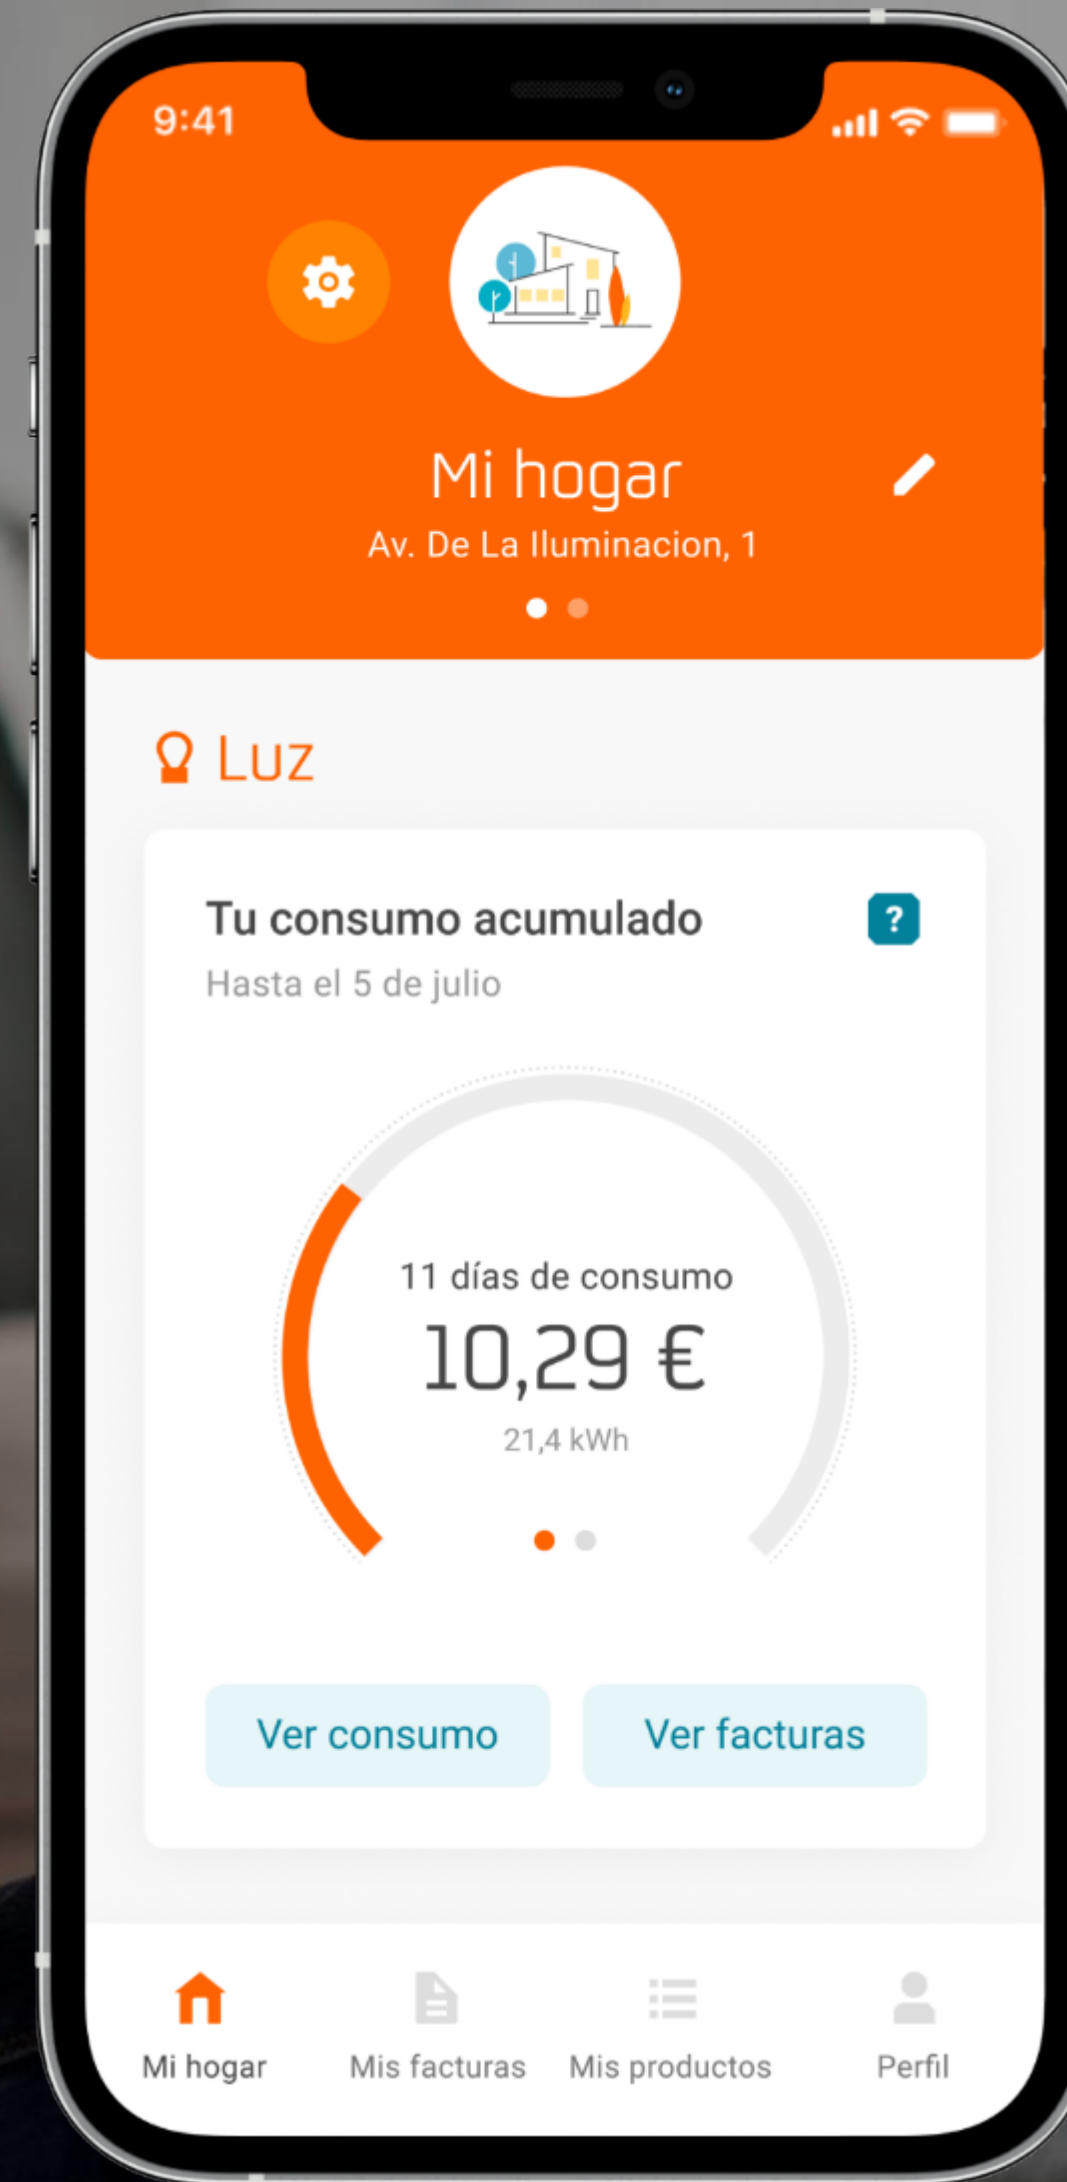 9:41
Mi hogar
Av. De La Iluminacion, 1
Luz
Tu consumo acumulado
?
Hasta el 5 de julio
11 días de consumo
10,29 €
21,4 kWh
Ver consumo
Ver facturas
Mi hogar
Mis facturas
Mis productos
Perfil